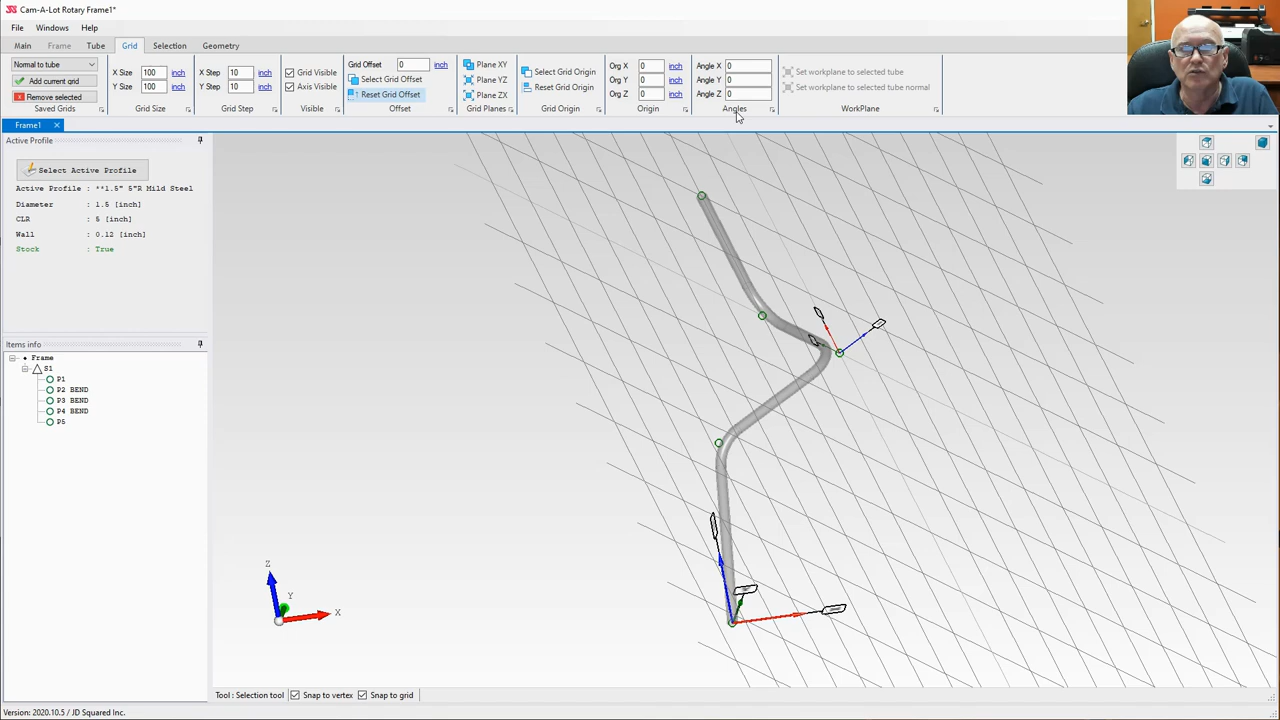 Cam-A-Lot Rotary Frame1*
File Windows Help
Main Frame Tube Grid Selection Geometry
Normal to tube
Add current grid
Remove selected
Saved Grids
X Size 100 inch
Y Size 100 inch
Grid Size
X Step 10 inch
Y Step 10 inch
Grid Step
Grid Visible
Axis Visible
Visible
Grid Offset 0 inch
Select Grid Offset
Reset Grid Offset
Offset
Plane XY
Plane YZ
Plane ZX
Grid Planes
Select Grid Origin
Reset Grid Origin
Grid Origin
Org X 0 inch
Org Y 0 inch
Org Z 0 inch
Origin
Angle X 0
Angle Y 0
Angle Z 0
Angles
Set workplane to selected tube
Set workplane to selected tube normal
WorkPlane
Frame1
Active Profile
Select Active Profile
Active Profile : **1.5" 5"R Mild Steel
Diameter : 1.5 [inch]
CLR : 5 [inch]
Wall : 0.12 [inch]
Stock : True
Items info
Frame
S1
P1
P2 BEND
P3 BEND
P4 BEND
P5
Z
Y
X
Tool : Selection tool Snap to vertex Snap to grid
Version: 2020.10.5 / JD Squared Inc.